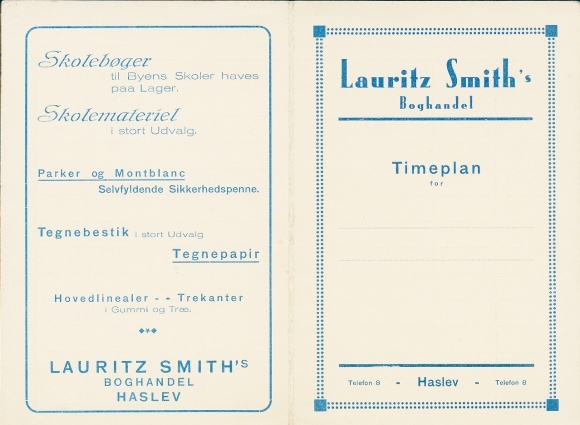 Skolebøger
til Byens Skoler haves
paa Lager.
Skolemateriel
i stort Udvalg.
Parker og Montblanc
Selvfyldende Sikkerhedspenne.
Tegnebestik i stort Udvalg
Tegnepapir
Hovedlinealer - - Trekanter
i Gummi og Træ.
LAURITZ SMITH's
BOGHANDEL
HASLEV
Lauritz Smith's
Boghandel
Timeplan
for
Telefon 8 - Haslev - Telefon 8